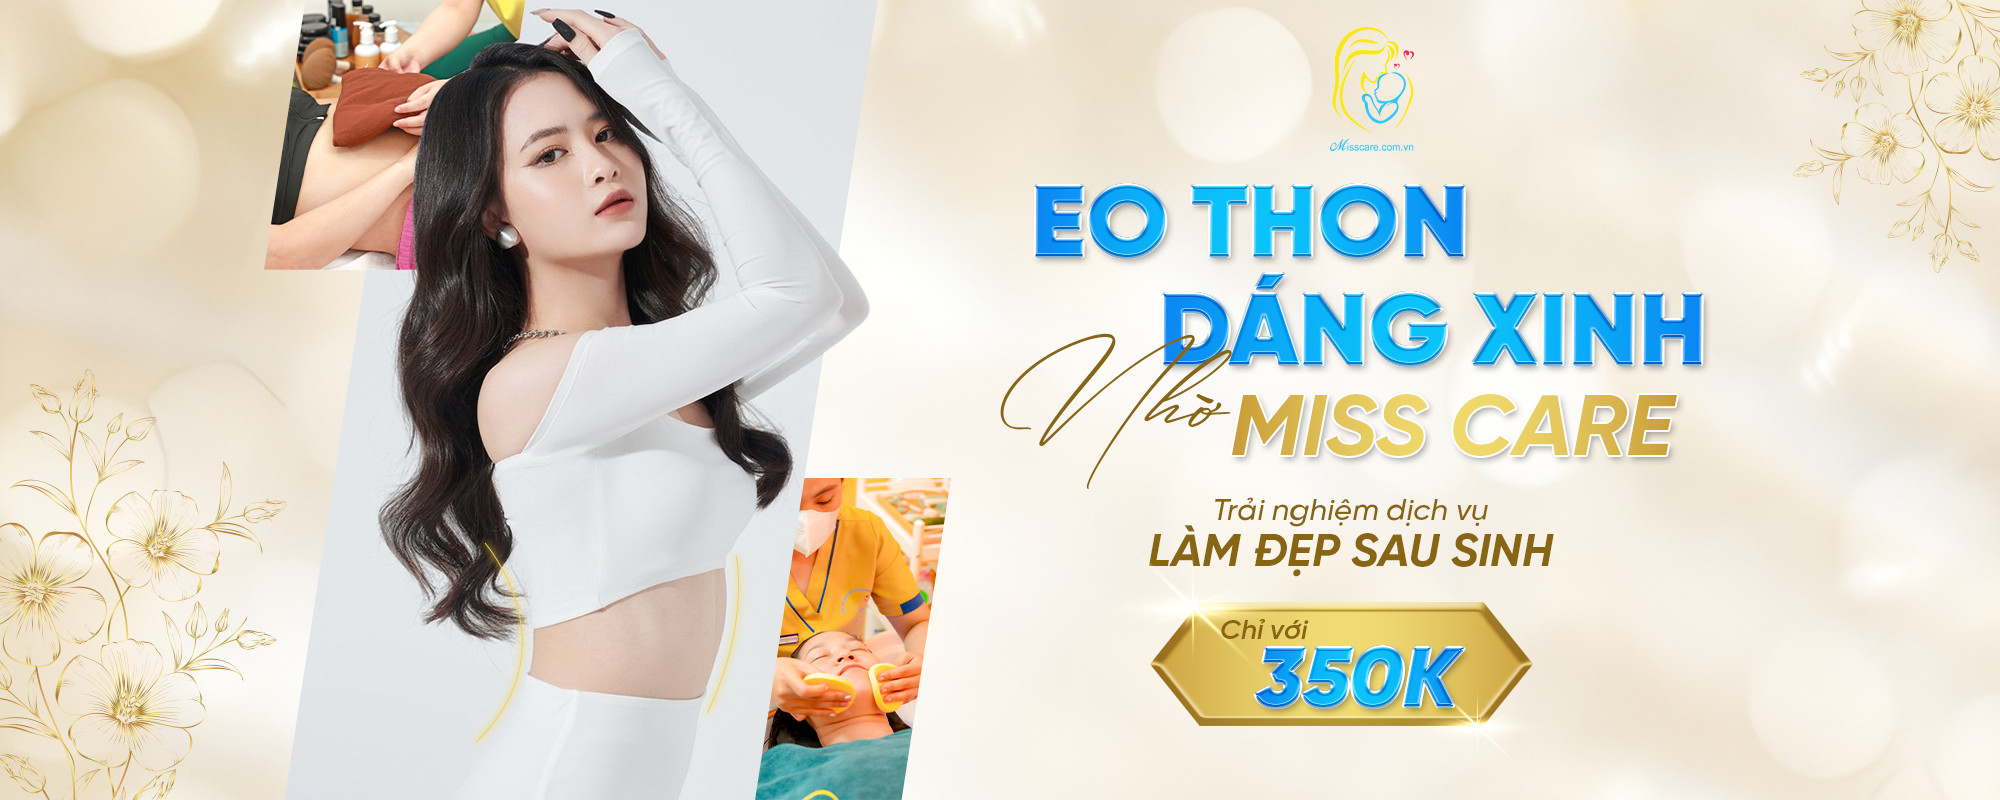 Misscare.com.vn
EO THON
DÁNG XINH
Nhờ MISS CARE
Trải nghiệm dịch vụ
LÀM ĐẸP SAU SINH
Chỉ với
350K